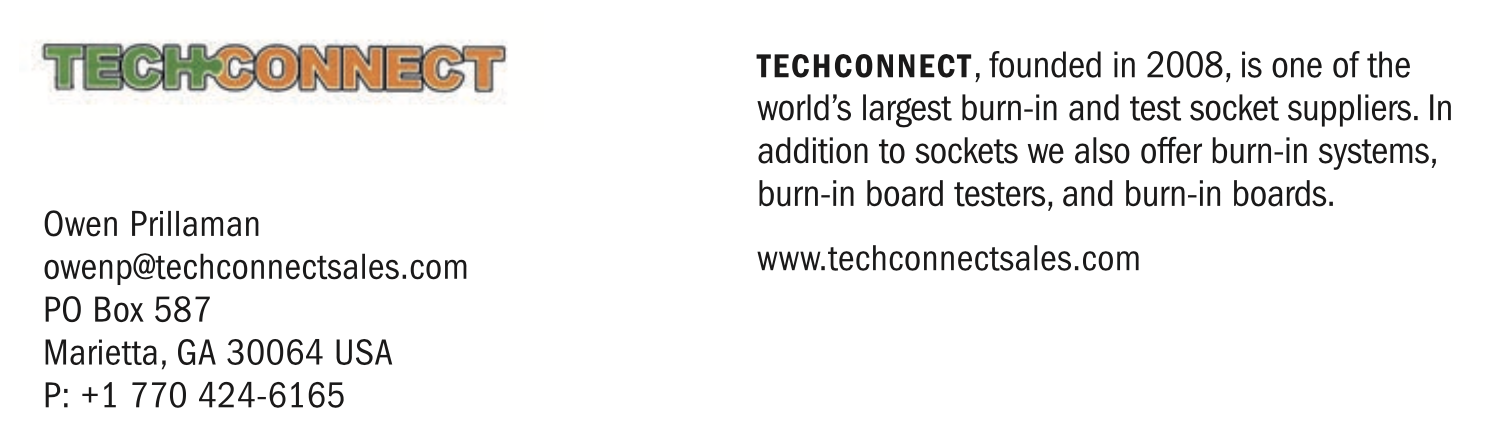 TECHCONNECT
Owen Prillaman
owenp@techconnectsales.com
PO Box 587
Marietta, GA 30064 USA
P: +1 770 424-6165
TECHCONNECT, founded in 2008, is one of the
world’s largest burn-in and test socket suppliers. In
addition to sockets we also offer burn-in systems,
burn-in board testers, and burn-in boards.
www.techconnectsales.com